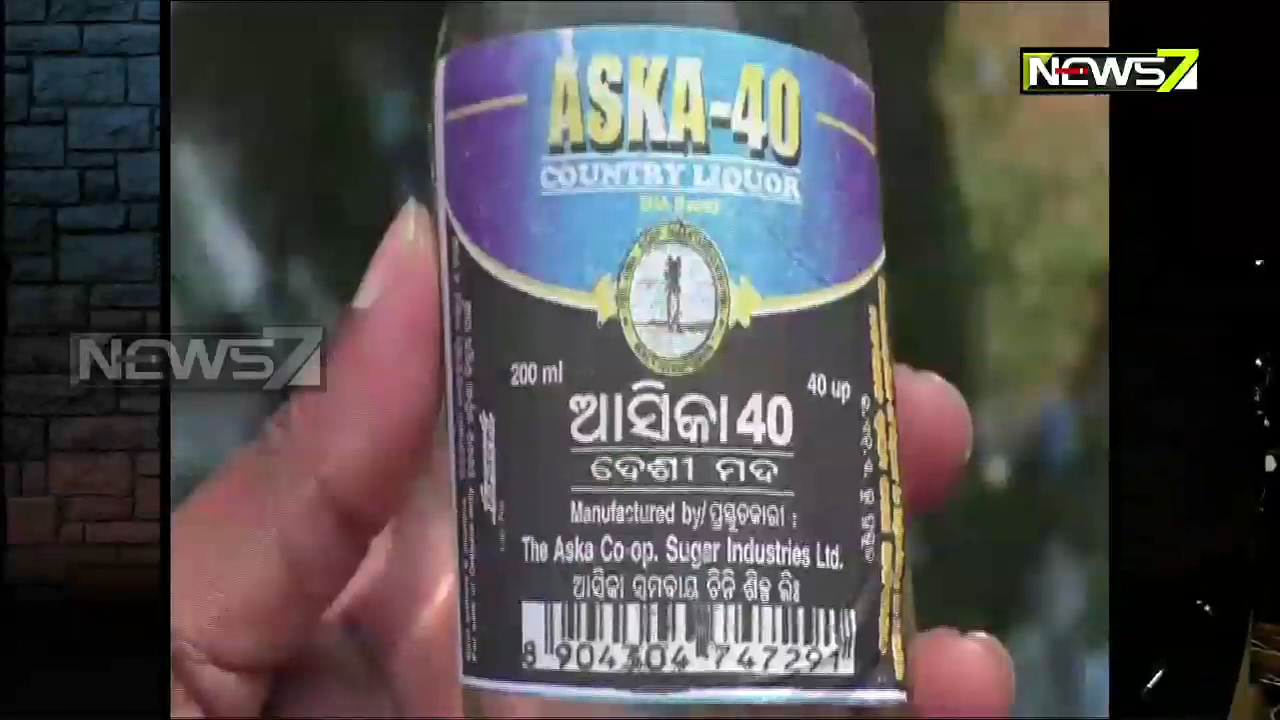 NEWS7
ASKA-40
COUNTRY LIQUOR
NEWS7
200 ml
40 up
ଆସିକା 40
ଦେଶୀ ମଦ
Manufactured by/ ପ୍ରସ୍ତୁତକାରୀ :
The Aska Co-op. Sugar Industries Ltd.
ଆସିକା ସମବାୟ ଚିନି ଶିଳ୍ପ ଲିଃ
8 904304 747291